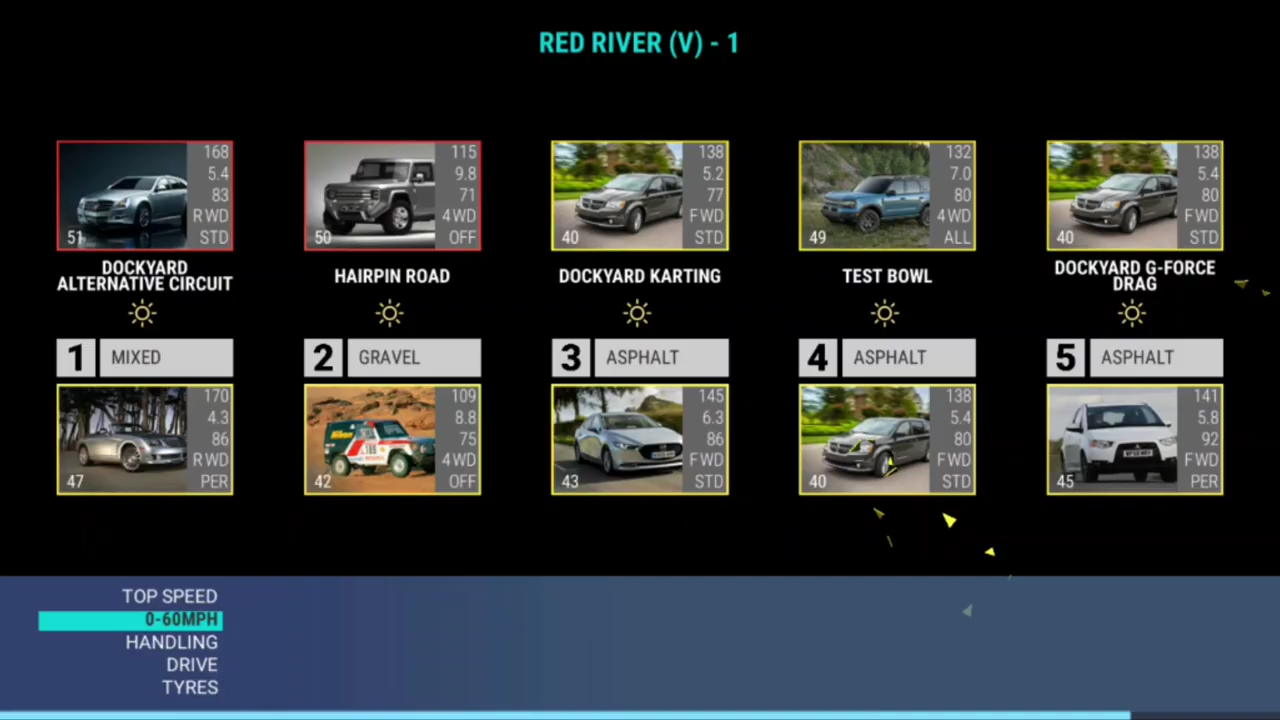 RED RIVER (V) - 1
168
5.4
83
RWD
51 STD
115
9.8
71
4WD
50 OFF
138
5.2
77
FWD
40 STD
132
7.0
80
4WD
49 ALL
138
5.4
80
FWD
40 STD
DOCKYARD
ALTERNATIVE CIRCUIT
HAIRPIN ROAD
DOCKYARD KARTING
TEST BOWL
DOCKYARD G-FORCE
DRAG
1 MIXED
2 GRAVEL
3 ASPHALT
4 ASPHALT
5 ASPHALT
170
4.3
86
RWD
47 PER
109
8.8
75
4WD
42 OFF
145
6.3
86
FWD
43 STD
138
5.4
80
FWD
40 STD
141
5.8
92
FWD
45 PER
TOP SPEED
0-60MPH
HANDLING
DRIVE
TYRES